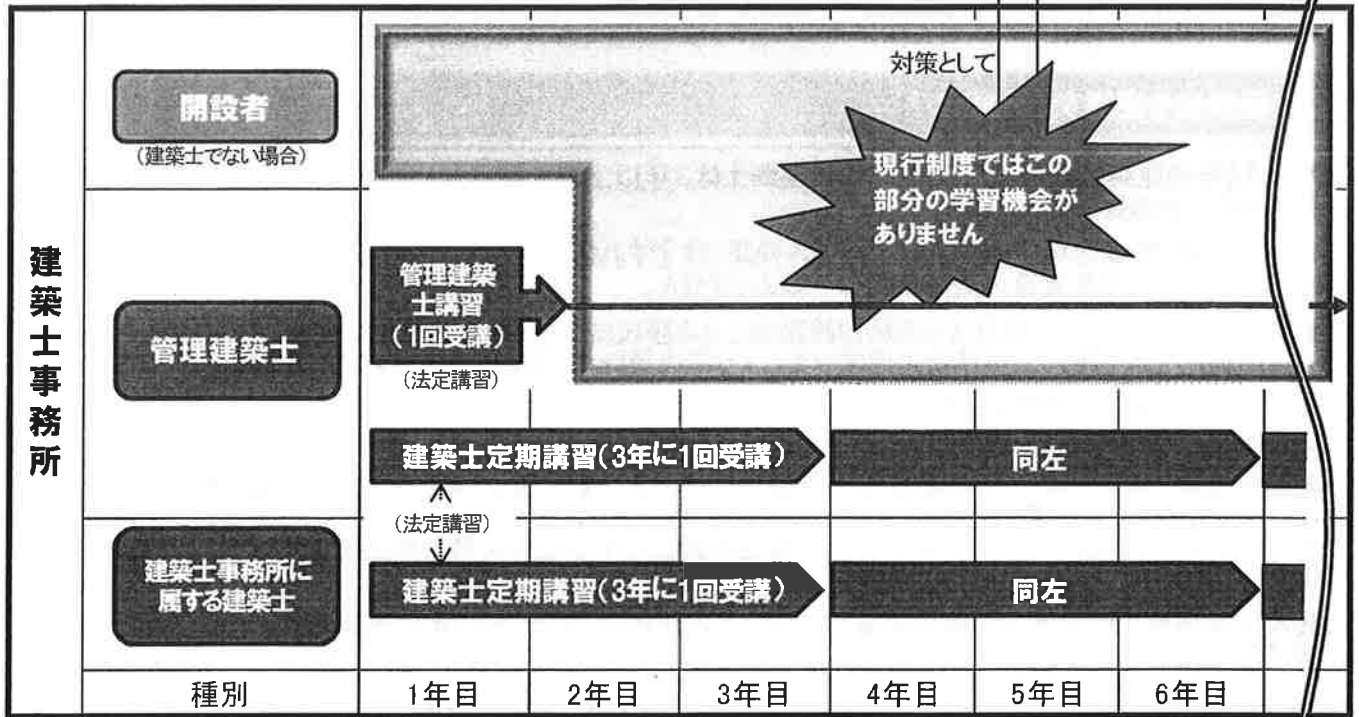 建築士事務所
開設者
(建築士でない場合)
対策として
現行制度ではこの
部分の学習機会が
ありません
管理建築士
管理建築
士講習
(1回受講)
(法定講習)
建築士定期講習(3年に1回受講)
同左
(法定講習)
建築士事務所に
属する建築士
建築士定期講習(3年に1回受講)
同左
種別
1年目
2年目
3年目
4年目
5年目
6年目